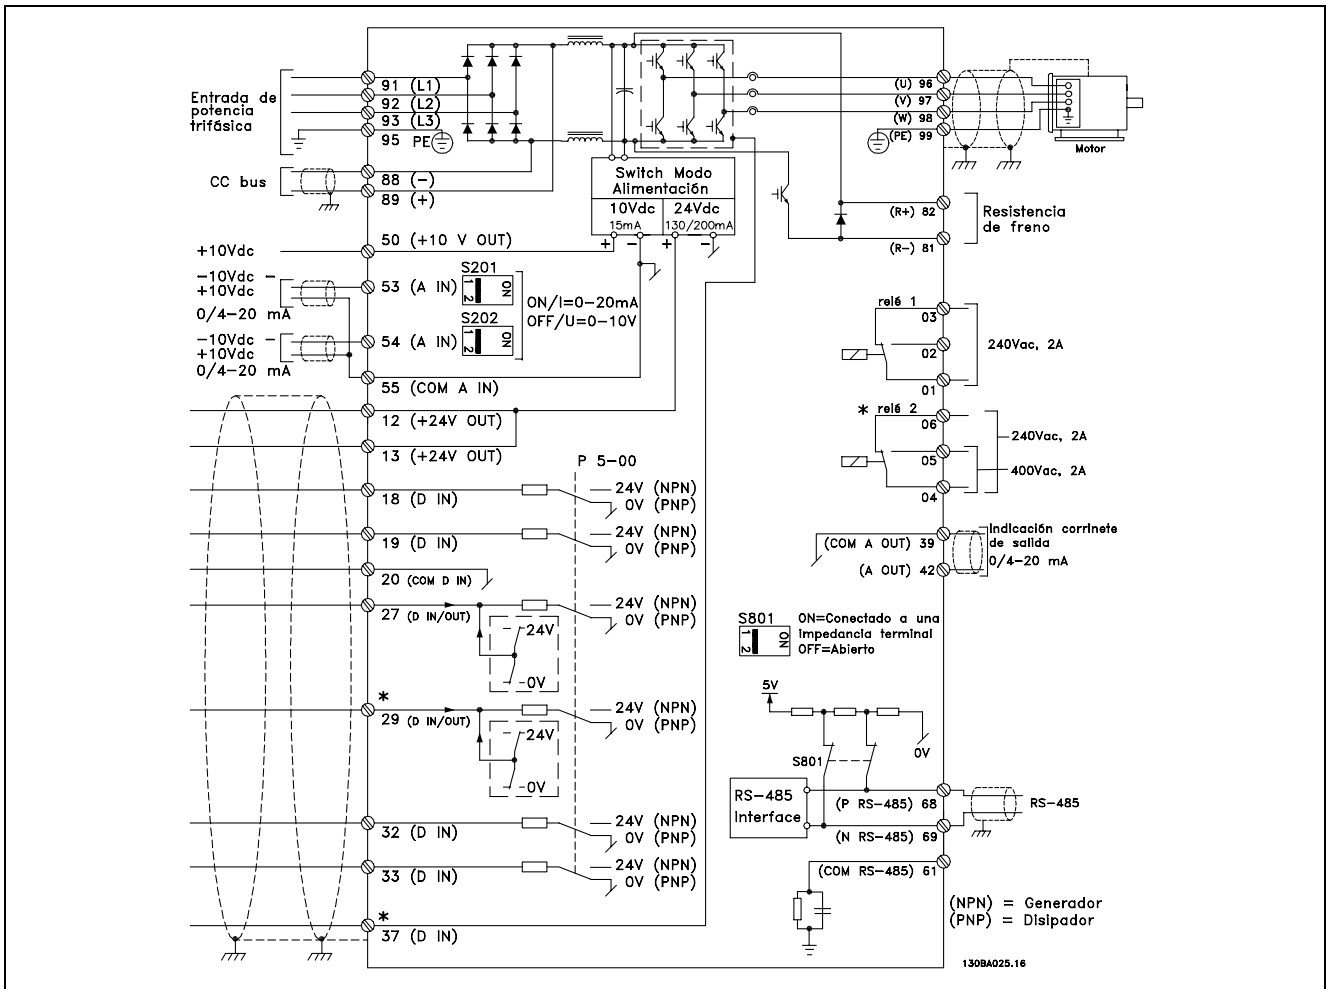 Entrada de
potencia
trifásica
91 (L1)
92 (L2)
93 (L3)
95 PE
CC bus
88 (-)
89 (+)
+10Vdc
50 (+10 V OUT)
-10Vdc -
+10Vdc
0/4-20 mA
53 (A IN)
S201
1 2
ON
ON/I=0-20mA
OFF/U=0-10V
-10Vdc -
+10Vdc
0/4-20 mA
54 (A IN)
S202
1 2
ON
55 (COM A IN)
12 (+24V OUT)
13 (+24V OUT)
P 5-00
18 (D IN)
24V (NPN)
0V (PNP)
19 (D IN)
24V (NPN)
0V (PNP)
20 (COM D IN)
27 (D IN/OUT)
24V (NPN)
0V (PNP)
24V
0V
*
29 (D IN/OUT)
24V (NPN)
0V (PNP)
24V
0V
32 (D IN)
24V (NPN)
0V (PNP)
33 (D IN)
24V (NPN)
0V (PNP)
*
37 (D IN)
Switch Modo
Alimentación
10Vdc
15mA
24Vdc
130/200mA
+ - + -
(U) 96
(V) 97
(W) 98
(PE) 99
Motor
(R+) 82
(R-) 81
Resistencia
de freno
relé 1
03
02
01
240Vac, 2A
* relé 2
06
05
04
240Vac, 2A
400Vac, 2A
(COM A OUT) 39
(A OUT) 42
Indicación corrinete
de salida
0/4-20 mA
S801
1 2
ON
ON=Conectado a una
impedancia terminal
OFF=Abierto
5V
0V
S801
RS-485
Interface
(P RS-485) 68
(N RS-485) 69
RS-485
(COM RS-485) 61
(NPN) = Generador
(PNP) = Disipador
130BA025.16